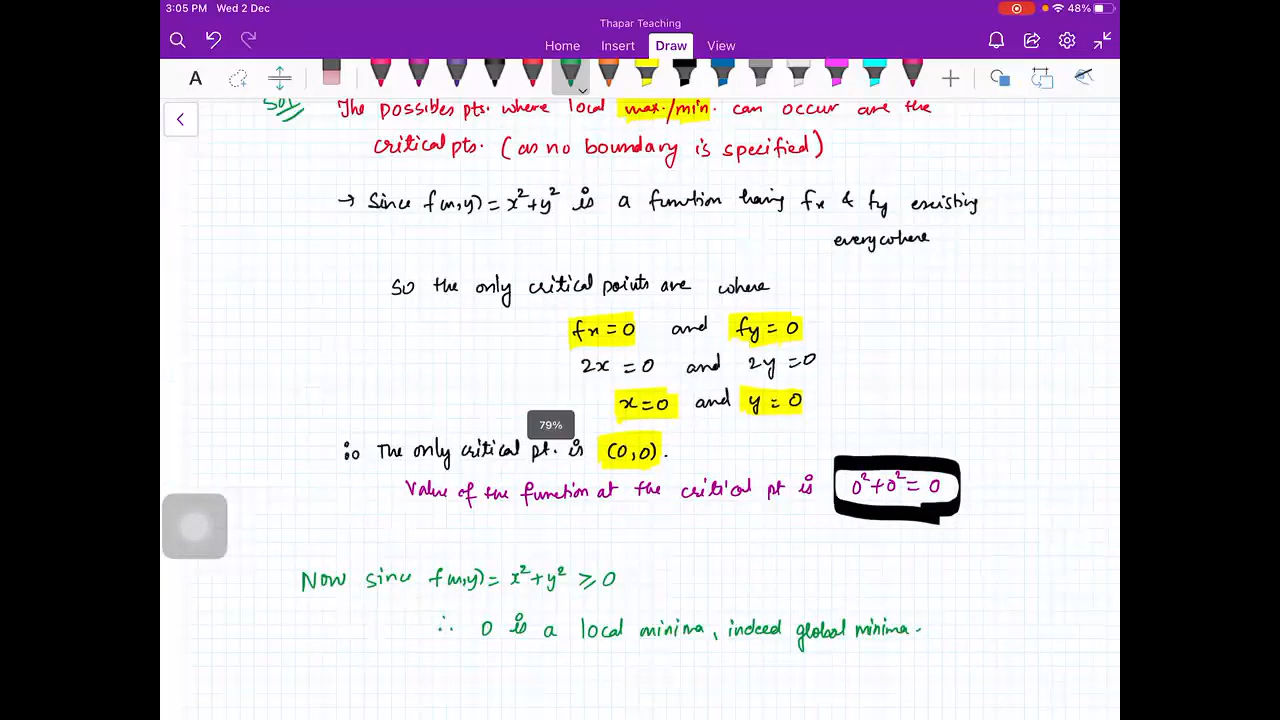 3:05 PM Wed 2 Dec
48%
Thapar Teaching
Home Insert Draw View
A
Sol
The possibles pts. where local max./min. can occur are the
critical pts. (as no boundary is specified)
→ Since f(x,y) = x²+y² is a function having fx & fy existing
everywhere
So the only critical points are where
fx = 0 and fy = 0
2x = 0 and 2y = 0
x = 0 and y = 0
79%
∴ The only critical pt. is (0,0).
Value of the function at the critical pt is 0²+0² = 0
Now since f(x,y) = x²+y² ≥ 0
∴ 0 is a local minima, indeed global minima.